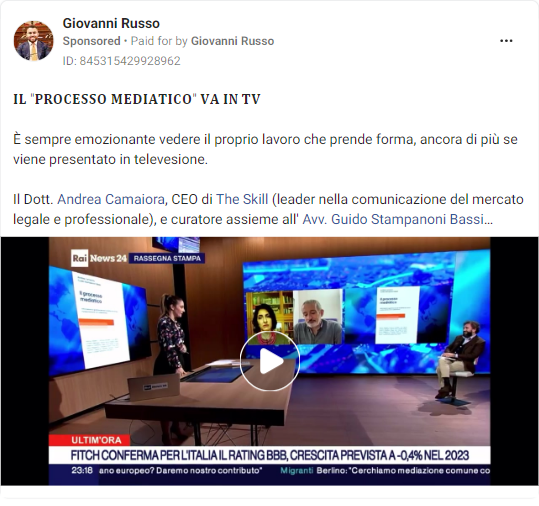 Giovanni Russo
Sponsored • Paid for by Giovanni Russo
ID: 845315429928962
IL "PROCESSO MEDIATICO" VA IN TV
È sempre emozionante vedere il proprio lavoro che prende forma, ancora di più se
viene presentato in televesione.
Il Dott. Andrea Camaiora, CEO di The Skill (leader nella comunicazione del mercato
legale e professionale), e curatore assieme all' Avv. Guido Stampanoni Bassi...
Rai News 24 RASSEGNA STAMPA
il processo
mediatico
il processo
mediatico
Rai News 24
ULTIM'ORA
FITCH CONFERMA PER L'ITALIA IL RATING BBB, CRESCITA PREVISTA A -0,4% NEL 2023
23:18 ano europeo? Daremo nostro contributo" Migranti Berlino: "Cerchiamo mediazione comune co